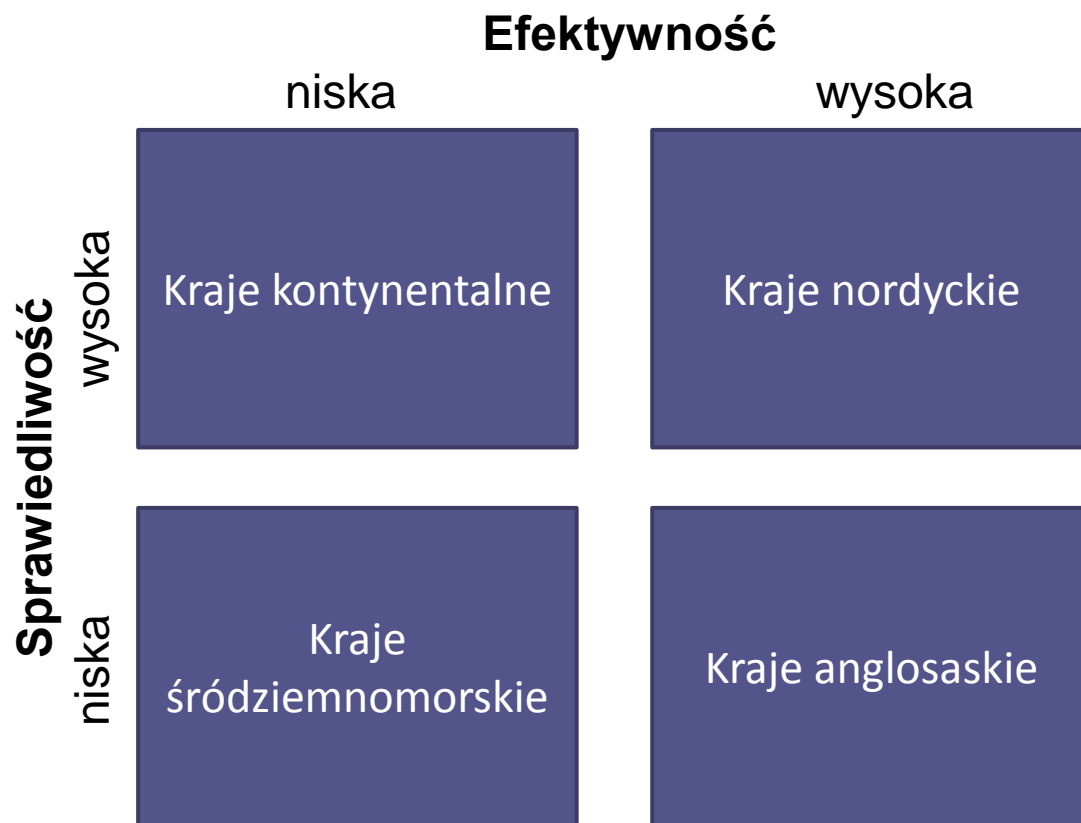 Efektywność
niska
wysoka
Sprawiedliwość
wysoka
Kraje kontynentalne
Kraje nordyckie
niska
Kraje
śródziemnomorskie
Kraje anglosaskie